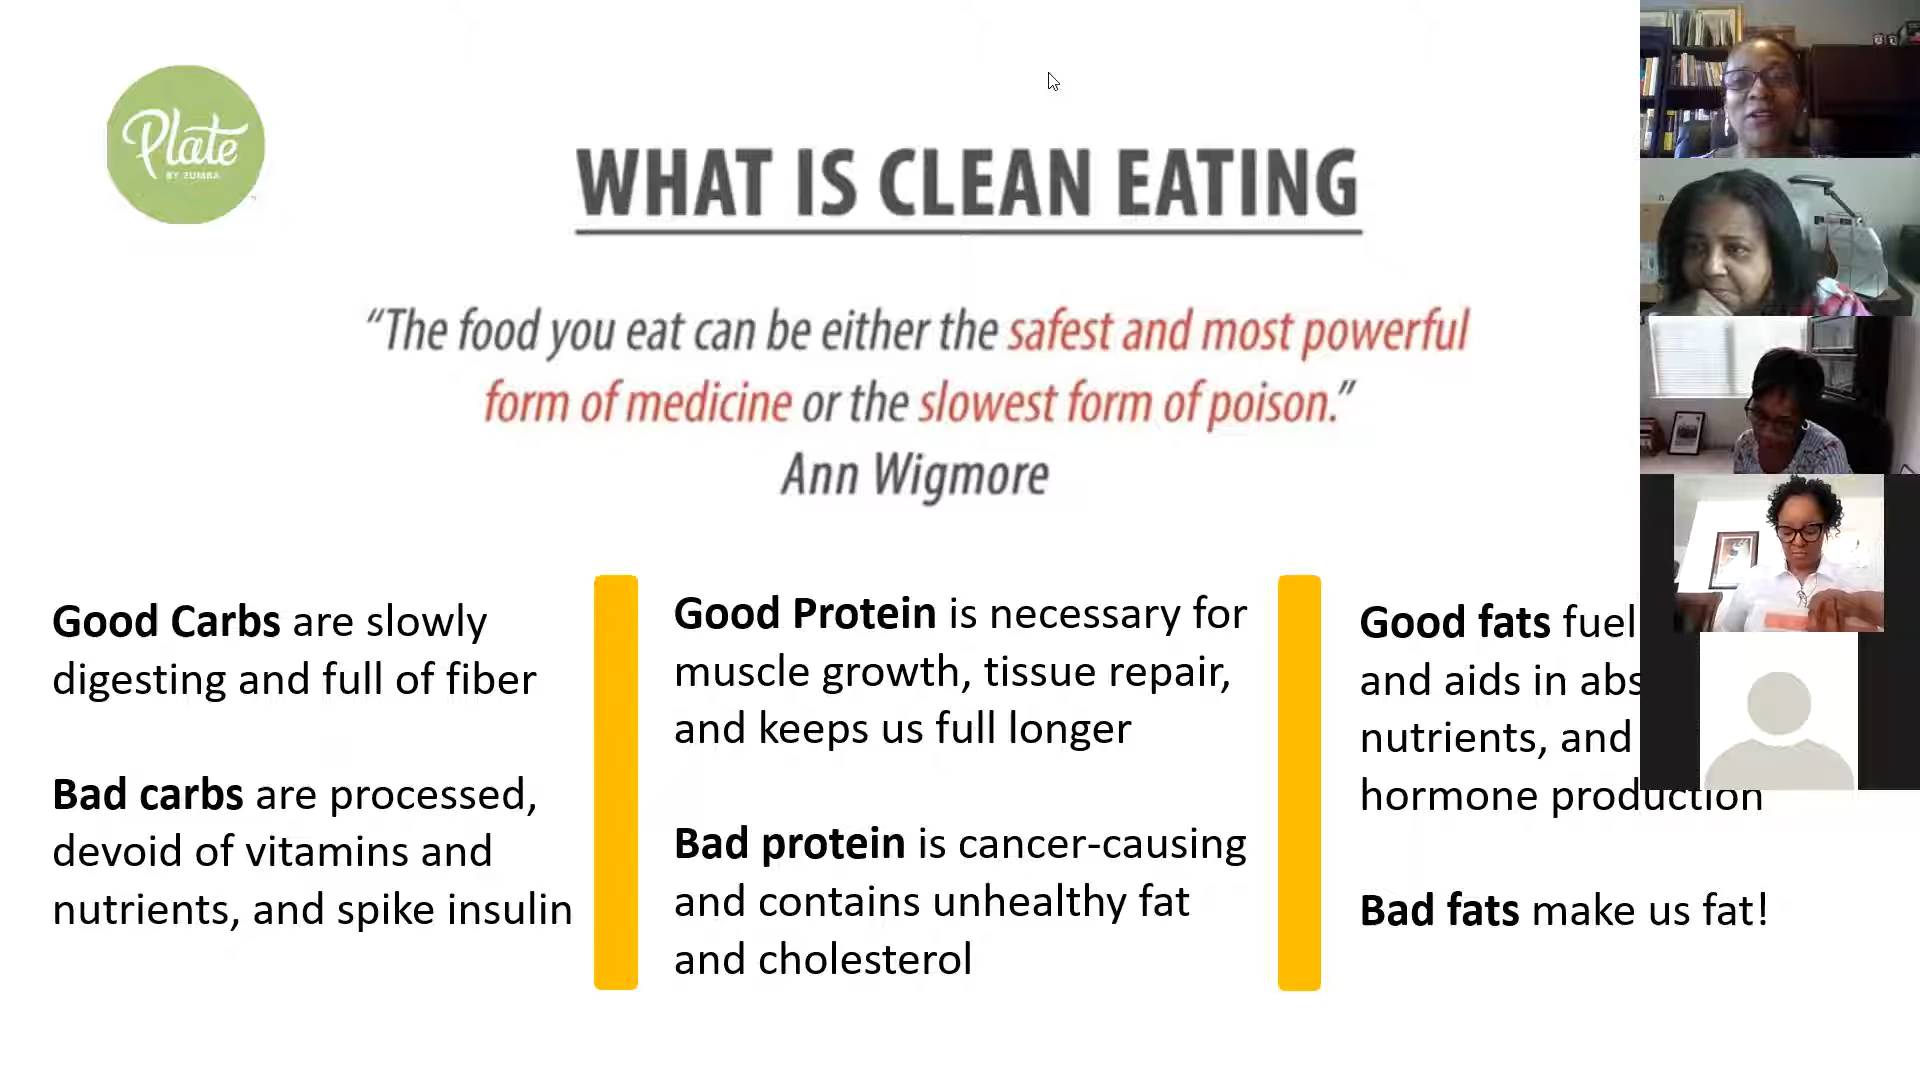 Plate
BY ZUMBA
WHAT IS CLEAN EATING
“The food you eat can be either the safest and most powerful
form of medicine or the slowest form of poison.”
Ann Wigmore
Good Carbs are slowly
digesting and full of fiber
Bad carbs are processed,
devoid of vitamins and
nutrients, and spike insulin
Good Protein is necessary for
muscle growth, tissue repair,
and keeps us full longer
Bad protein is cancer-causing
and contains unhealthy fat
and cholesterol
Good fats fuel
and aids in abs
nutrients, and
hormone production
Bad fats make us fat!